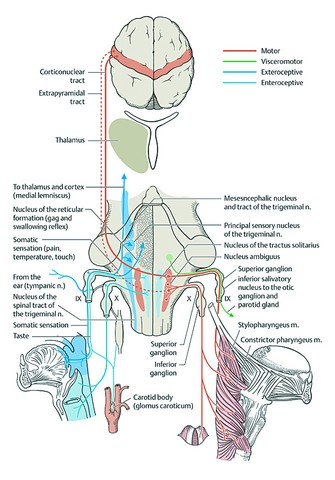 Motor
Visceromotor
Exteroceptive
Enteroceptive
Corticonuclear
tract
Extrapyramidal
tract
Thalamus
To thalamus and cortex
(medial lemniscus)
Nucleus of the reticular
formation (gag and
swallowing reflex)
Somatic
sensation (pain,
temperature, touch)
From the
ear (tympanic n.)
Nucleus of the
spinal tract of
the trigeminal n.
Somatic sensation
Taste
Mesesncephalic nucleus
and tract of the trigeminal n.
Principal sensory nucleus
of the trigeminal n.
Nucleus of the tractus solitarius
Nucleus ambiguus
Superior ganglion
inferior salivatory
nucleus to the otic
ganglion and
parotid gland
Stylopharyngeus m.
Constrictor pharyngeus m.
IX
X
X
IX
Superior
ganglion
Inferior
ganglion
Carotid body
(glomus caroticum)